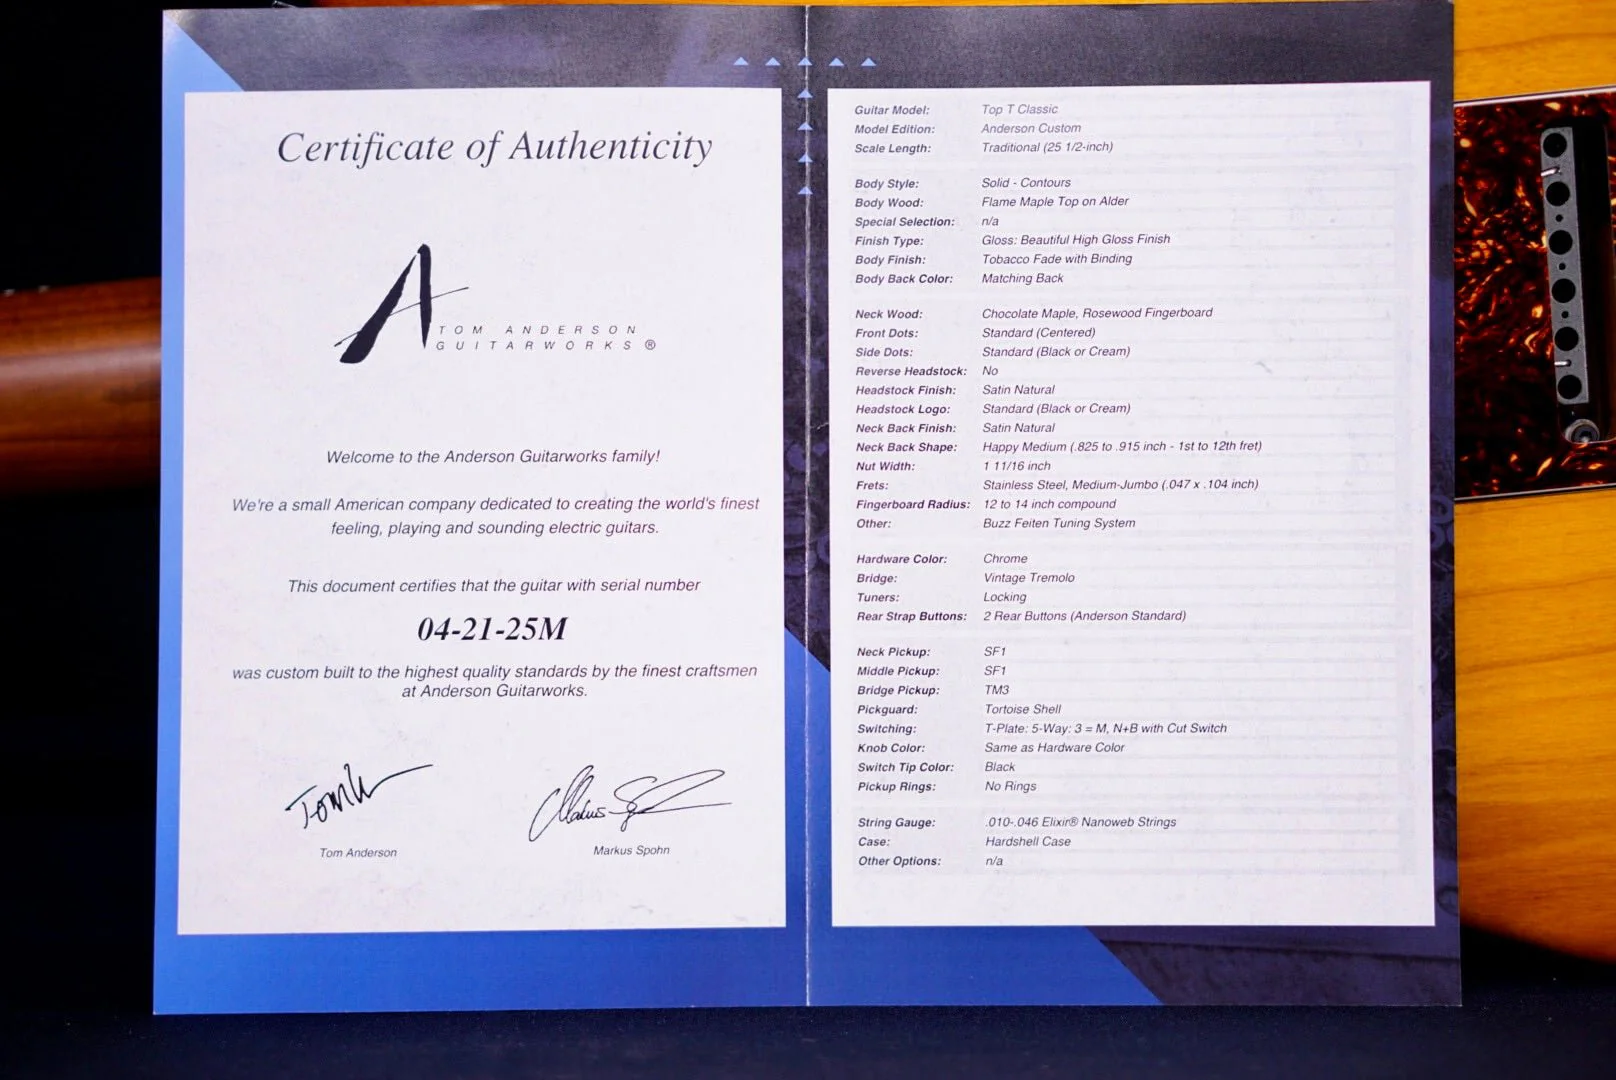 Certificate of Authenticity
TOM ANDERSON
GUITARWORKS®
Welcome to the Anderson Guitarworks family!
We're a small American company dedicated to creating the world's finest
feeling, playing and sounding electric guitars.
This document certifies that the guitar with serial number
04-21-25M
was custom built to the highest quality standards by the finest craftsmen
at Anderson Guitarworks.
Tom Anderson
Markus Spohn
Guitar Model: Top T Classic
Model Edition: Anderson Custom
Scale Length: Traditional (25 1/2-inch)
Body Style: Solid - Contours
Body Wood: Flame Maple Top on Alder
Special Selection: n/a
Finish Type: Gloss: Beautiful High Gloss Finish
Body Finish: Tobacco Fade with Binding
Body Back Color: Matching Back
Neck Wood: Chocolate Maple, Rosewood Fingerboard
Front Dots: Standard (Centered)
Side Dots: Standard (Black or Cream)
Reverse Headstock: No
Headstock Finish: Satin Natural
Headstock Logo: Standard (Black or Cream)
Neck Back Finish: Satin Natural
Neck Back Shape: Happy Medium (.825 to .915 inch - 1st to 12th fret)
Nut Width: 1 11/16 inch
Frets: Stainless Steel, Medium-Jumbo (.047 x .104 inch)
Fingerboard Radius: 12 to 14 inch compound
Other: Buzz Feiten Tuning System
Hardware Color: Chrome
Bridge: Vintage Tremolo
Tuners: Locking
Rear Strap Buttons: 2 Rear Buttons (Anderson Standard)
Neck Pickup: SF1
Middle Pickup: SF1
Bridge Pickup: TM3
Pickguard: Tortoise Shell
Switching: T-Plate: 5-Way: 3 = M, N+B with Cut Switch
Knob Color: Same as Hardware Color
Switch Tip Color: Black
Pickup Rings: No Rings
String Gauge: .010-.046 Elixir® Nanoweb Strings
Case: Hardshell Case
Other Options: n/a